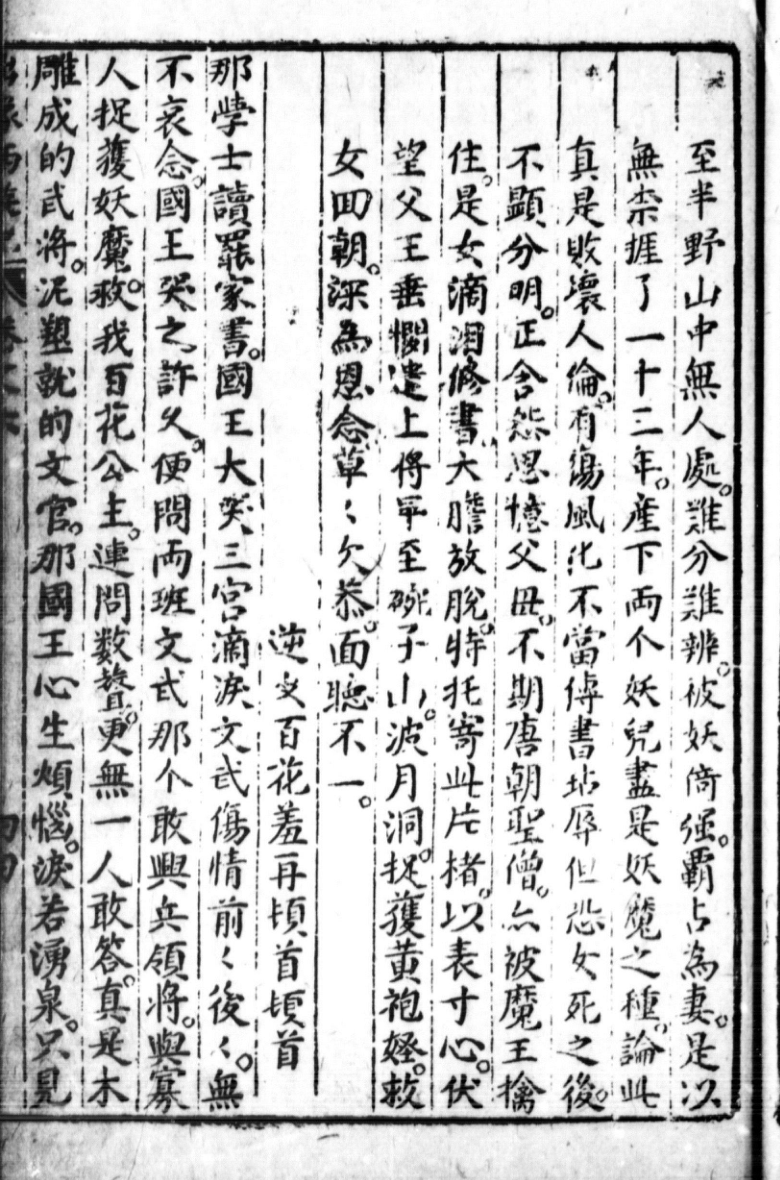 至半野山中無人處。難分難辨。被妖倚强。覇占為妻。是以
無柰捱了一十三年。產下兩个妖兒盡是妖魔之種。論此
真是敗壞人倫。有傷風化不當傳書玷辱但恐女死之後。
不顯分明。正含怨思憶父母。不期唐朝聖僧。亦被魔王擒
住。是女滴泪修書。大膽放脫。特托寄此片楮。以表寸心。伏
望父王垂憫遣上將早至碗子山。波月洞。捉獲黃袍怪。救
女囬朝。深為恩念。草〻欠恭。面聽不一。
逆女百花羞再頓首頓首
那學士讀罷家書。國王大哭三宮滴淚文武傷情前〻後〻。無
不哀念。國王哭之許久。便問兩班文武那个敢興兵領將。與寡
人捉獲妖魔。救我百花公主。連問數聲。更無一人敢答。真是木
雕成的武將。泥塑就的文官。那國王心生煩惱。淚若湧泉。只見